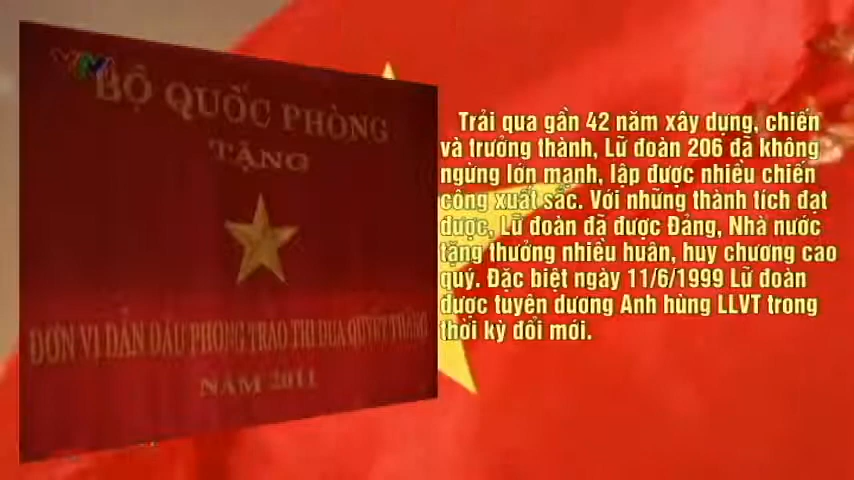 VTV
BỘ QUỐC PHÒNG
TẶNG
ĐƠN VỊ DẪN ĐẦU PHONG TRÀO THI ĐUA QUYẾT THẮNG
NĂM 2011
Trải qua gần 42 năm xây dựng, chiến
và trưởng thành, Lữ đoàn 206 đã không
ngừng lớn mạnh, lập được nhiều chiến
công xuất sắc. Với những thành tích đạt
được, Lữ đoàn đã được Đảng, Nhà nước
tặng thưởng nhiều huân, huy chương cao
quý. Đặc biệt ngày 11/6/1999 Lữ đoàn
được tuyên dương Anh hùng LLVT trong
thời kỳ đổi mới.